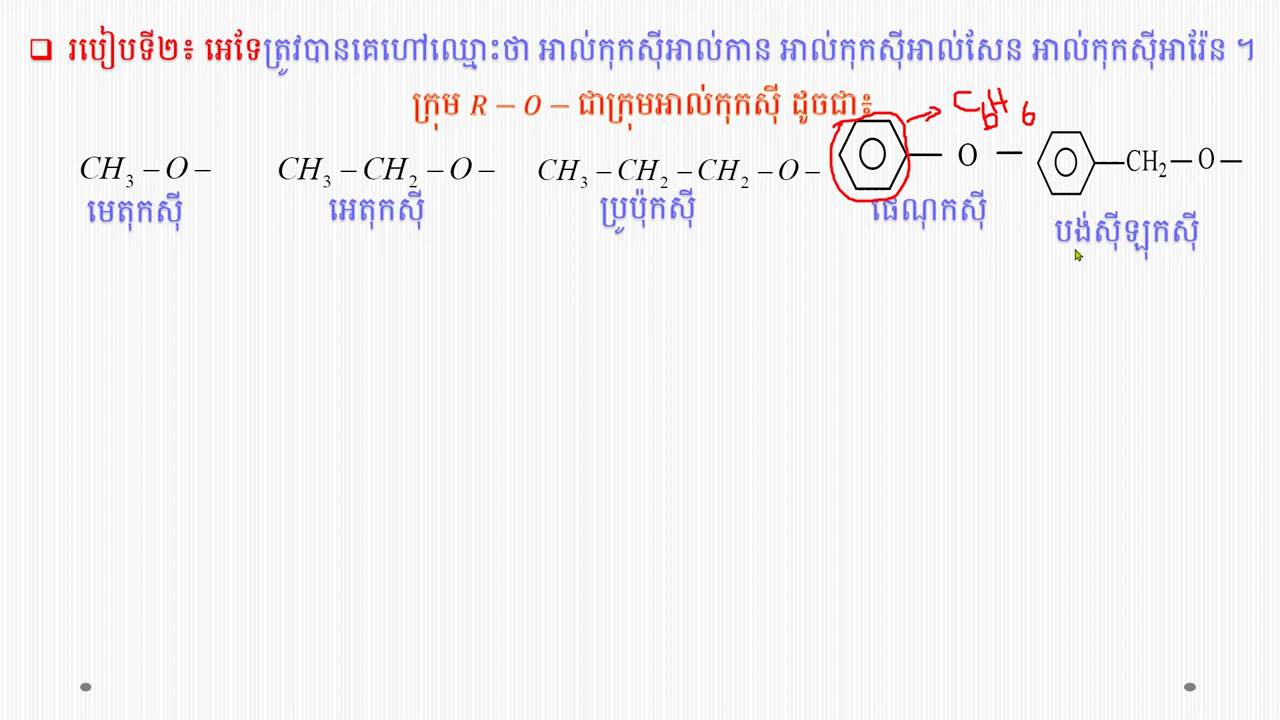 របៀបទី២៖ អេទែត្រូវបានគេហៅឈ្មោះថា អាល់កុកស៊ីអាល់កាន អាល់កុកស៊ីអាល់សែន អាល់កុកស៊ីអារ៉ែន ។
ក្រុម R – O – ជាក្រុមអាល់កុកស៊ី ដូចជា៖
C6H6
CH3 – O –
CH3 – CH2 – O –
CH3 – CH2 – CH2 – O –
– O –
– CH2 – O –
មេតុកស៊ី
អេតុកស៊ី
ប្រូប៉ុកស៊ី
ផេណុកស៊ី
បង់ស៊ីឡុកស៊ី